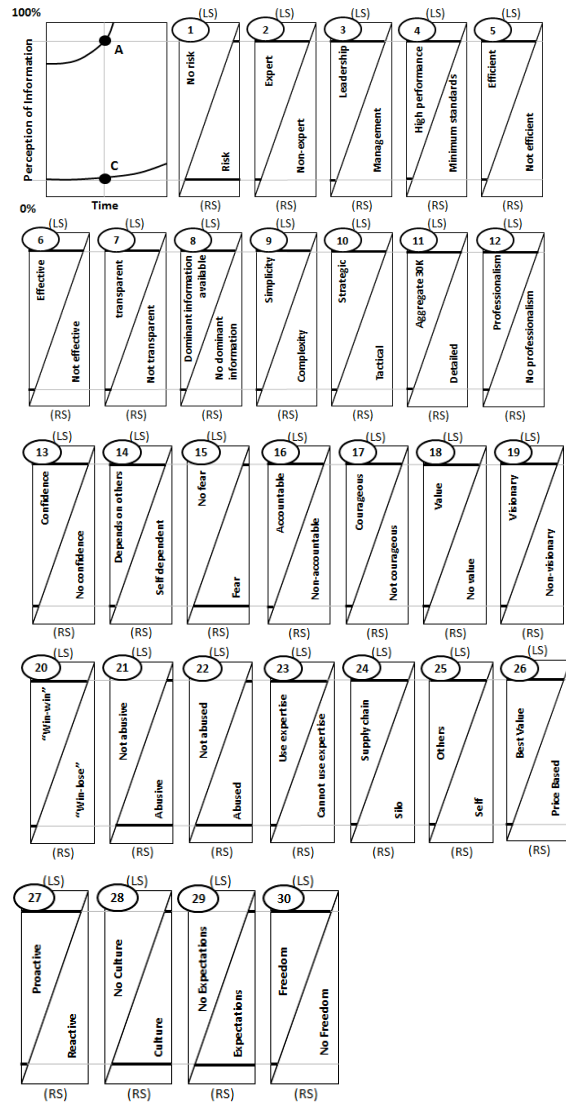 100%
Perception of Information
A
C
0%
Time
(LS)
1
No risk
Risk
(RS)
(LS)
2
Expert
Non-expert
(RS)
(LS)
3
Leadership
Management
(RS)
(LS)
4
High performance
Minimum standards
(RS)
(LS)
5
Efficient
Not efficient
(RS)
(LS)
6
Effective
Not effective
(RS)
(LS)
7
transparent
Not transparent
(RS)
(LS)
8
Dominant information
available
No dominant
information
(RS)
(LS)
9
Simplicity
Complexity
(RS)
(LS)
10
Strategic
Tactical
(RS)
(LS)
11
Aggregate 30K
Detailed
(RS)
(LS)
12
Professionalism
No professionalism
(RS)
(LS)
13
Confidence
No confidence
(RS)
(LS)
14
Depends on others
Self dependent
(RS)
(LS)
15
No fear
Fear
(RS)
(LS)
16
Accountable
Non-accountable
(RS)
(LS)
17
Courageous
Not courageous
(RS)
(LS)
18
Value
No value
(RS)
(LS)
19
Visionary
Non-visionary
(RS)
(LS)
20
“Win-win”
“Win-lose”
(RS)
(LS)
21
Not abusive
Abusive
(RS)
(LS)
22
Not abused
Abused
(RS)
(LS)
23
Use expertise
Cannot use expertise
(RS)
(LS)
24
Supply chain
Silo
(RS)
(LS)
25
Others
Self
(RS)
(LS)
26
Best Value
Price Based
(RS)
(LS)
27
Proactive
Reactive
(RS)
(LS)
28
No Culture
Culture
(RS)
(LS)
29
No Expectations
Expectations
(RS)
(LS)
30
Freedom
No Freedom
(RS)